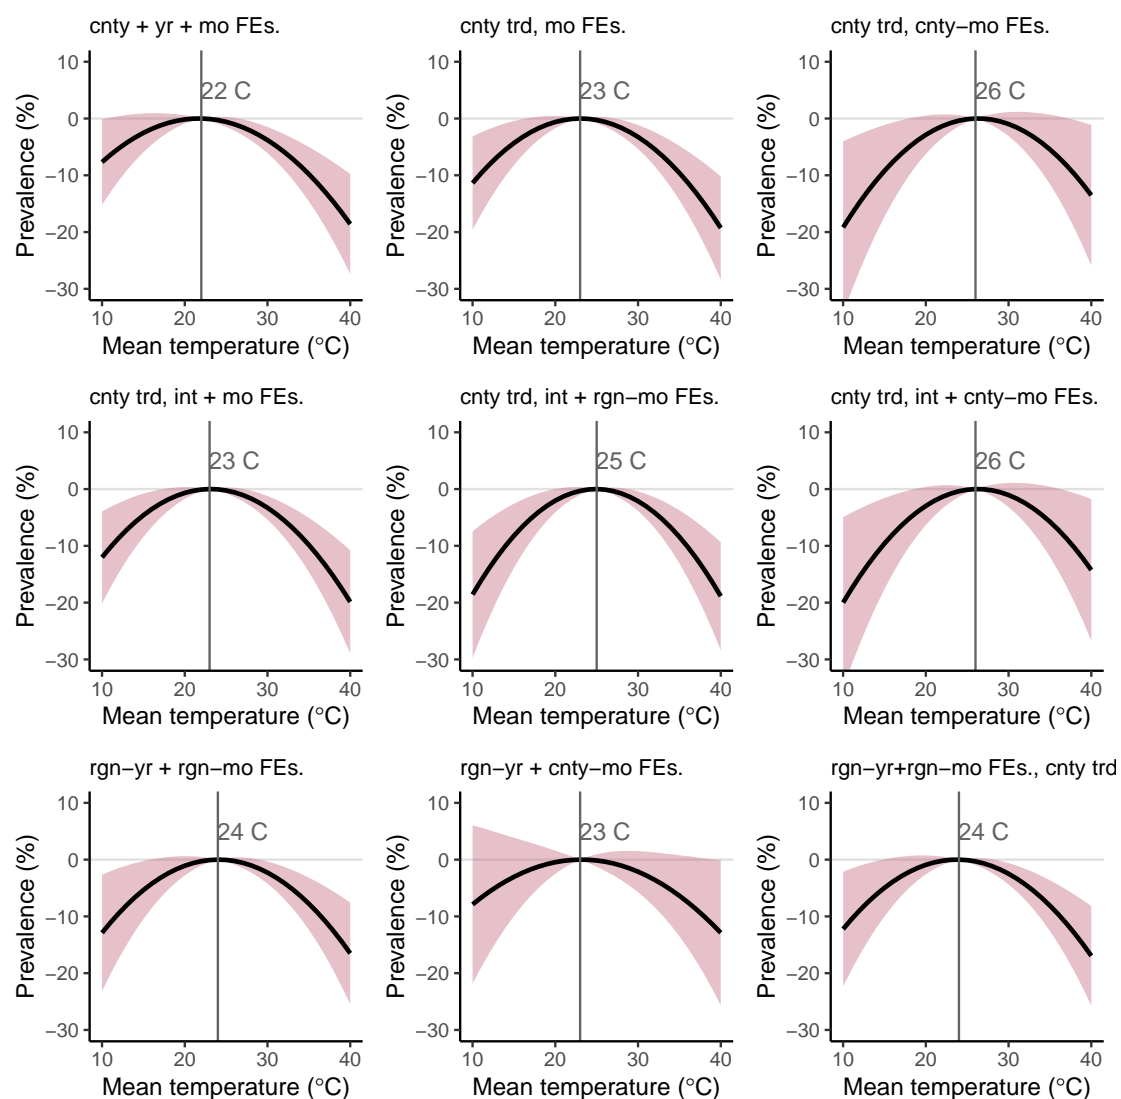 cnty + yr + mo FEs.
10
0
−10
−20
−30
Prevalence (%)
22 C
10 20 30 40
Mean temperature (°C)
cnty trd, mo FEs.
10
0
−10
−20
−30
Prevalence (%)
23 C
10 20 30 40
Mean temperature (°C)
cnty trd, cnty−mo FEs.
10
0
−10
−20
−30
Prevalence (%)
26 C
10 20 30 40
Mean temperature (°C)
cnty trd, int + mo FEs.
10
0
−10
−20
−30
Prevalence (%)
23 C
10 20 30 40
Mean temperature (°C)
cnty trd, int + rgn−mo FEs.
10
0
−10
−20
−30
Prevalence (%)
25 C
10 20 30 40
Mean temperature (°C)
cnty trd, int + cnty−mo FEs.
10
0
−10
−20
−30
Prevalence (%)
26 C
10 20 30 40
Mean temperature (°C)
rgn−yr + rgn−mo FEs.
10
0
−10
−20
−30
Prevalence (%)
24 C
10 20 30 40
Mean temperature (°C)
rgn−yr + cnty−mo FEs.
10
0
−10
−20
−30
Prevalence (%)
23 C
10 20 30 40
Mean temperature (°C)
rgn−yr+rgn−mo FEs., cnty trd
10
0
−10
−20
−30
Prevalence (%)
24 C
10 20 30 40
Mean temperature (°C)